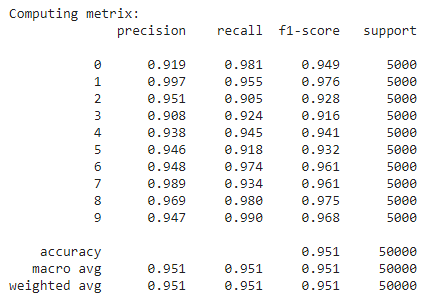 Computing metrix:
precision recall f1-score support
0 0.919 0.981 0.949 5000
1 0.997 0.955 0.976 5000
2 0.951 0.905 0.928 5000
3 0.908 0.924 0.916 5000
4 0.938 0.945 0.941 5000
5 0.946 0.918 0.932 5000
6 0.948 0.974 0.961 5000
7 0.989 0.934 0.961 5000
8 0.969 0.980 0.975 5000
9 0.947 0.990 0.968 5000
accuracy 0.951 50000
macro avg 0.951 0.951 0.951 50000
weighted avg 0.951 0.951 0.951 50000